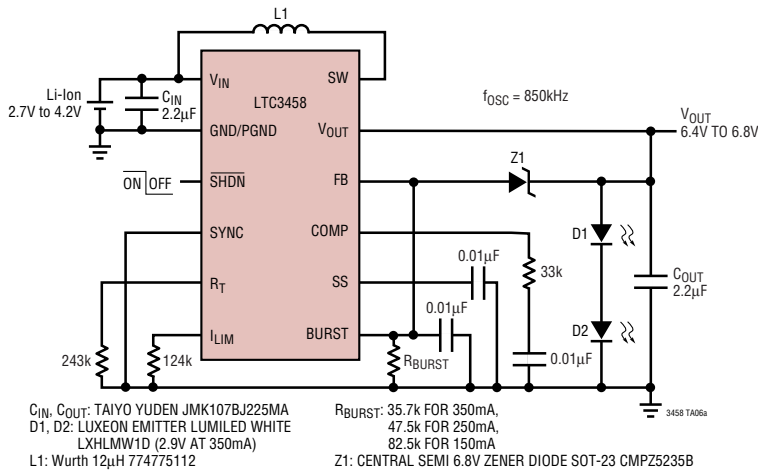 L1
VIN
SW
LTC3458
fOSC = 850kHz
Li-Ion
2.7V to 4.2V
CIN
2.2µF
GND/PGND
VOUT
VOUT
6.4V TO 6.8V
Z1
ON OFF
SHDN
FB
SYNC
COMP
D1
0.01µF
33k
RT
SS
COUT
2.2µF
0.01µF
D2
ILIM
BURST
243k
124k
RBURST
0.01µF
3458 TA06a
CIN, COUT: TAIYO YUDEN JMK107BJ225MA
D1, D2: LUXEON EMITTER LUMILED WHITE
LXHLMW1D (2.9V AT 350mA)
L1: Wurth 12µH 774775112
RBURST: 35.7k FOR 350mA,
47.5k FOR 250mA,
82.5k FOR 150mA
Z1: CENTRAL SEMI 6.8V ZENER DIODE SOT-23 CMPZ5235B